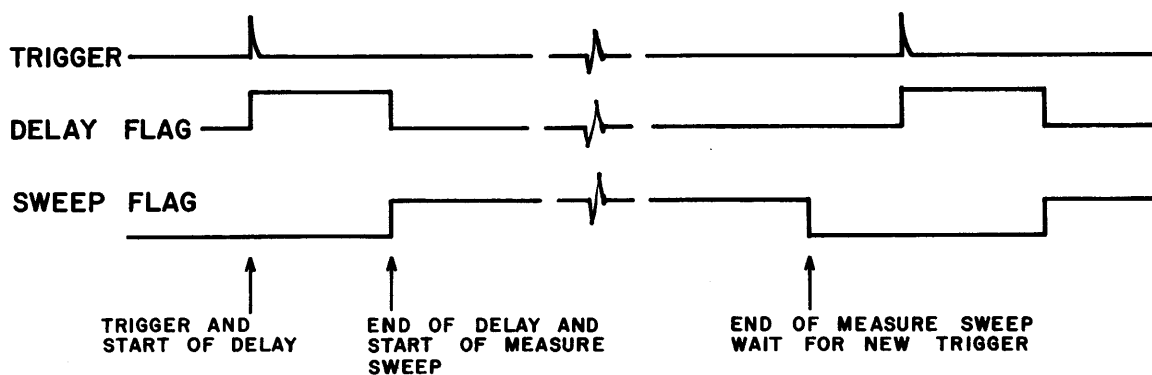 TRIGGER
DELAY FLAG
SWEEP FLAG
TRIGGER AND
START OF DELAY
END OF DELAY AND
START OF MEASURE
SWEEP
END OF MEASURE SWEEP
WAIT FOR NEW TRIGGER